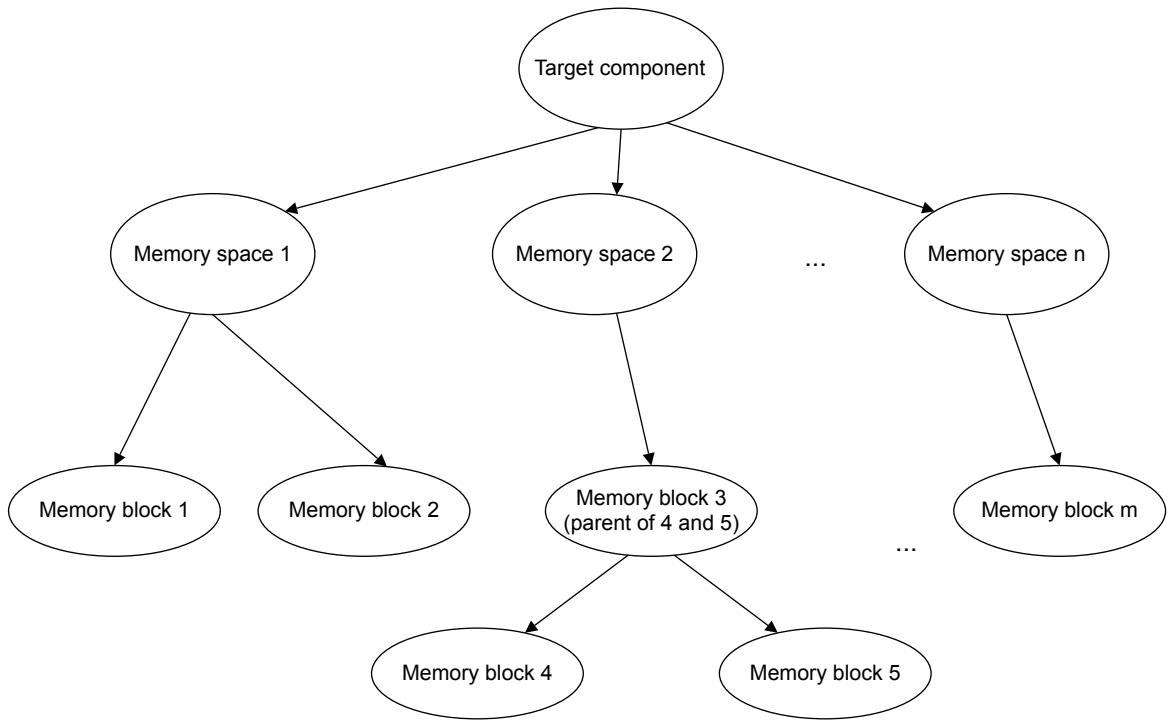 Target component
Memory space 1
Memory space 2
...
Memory space n
Memory block 1
Memory block 2
Memory block 3
(parent of 4 and 5)
...
Memory block m
Memory block 4
Memory block 5